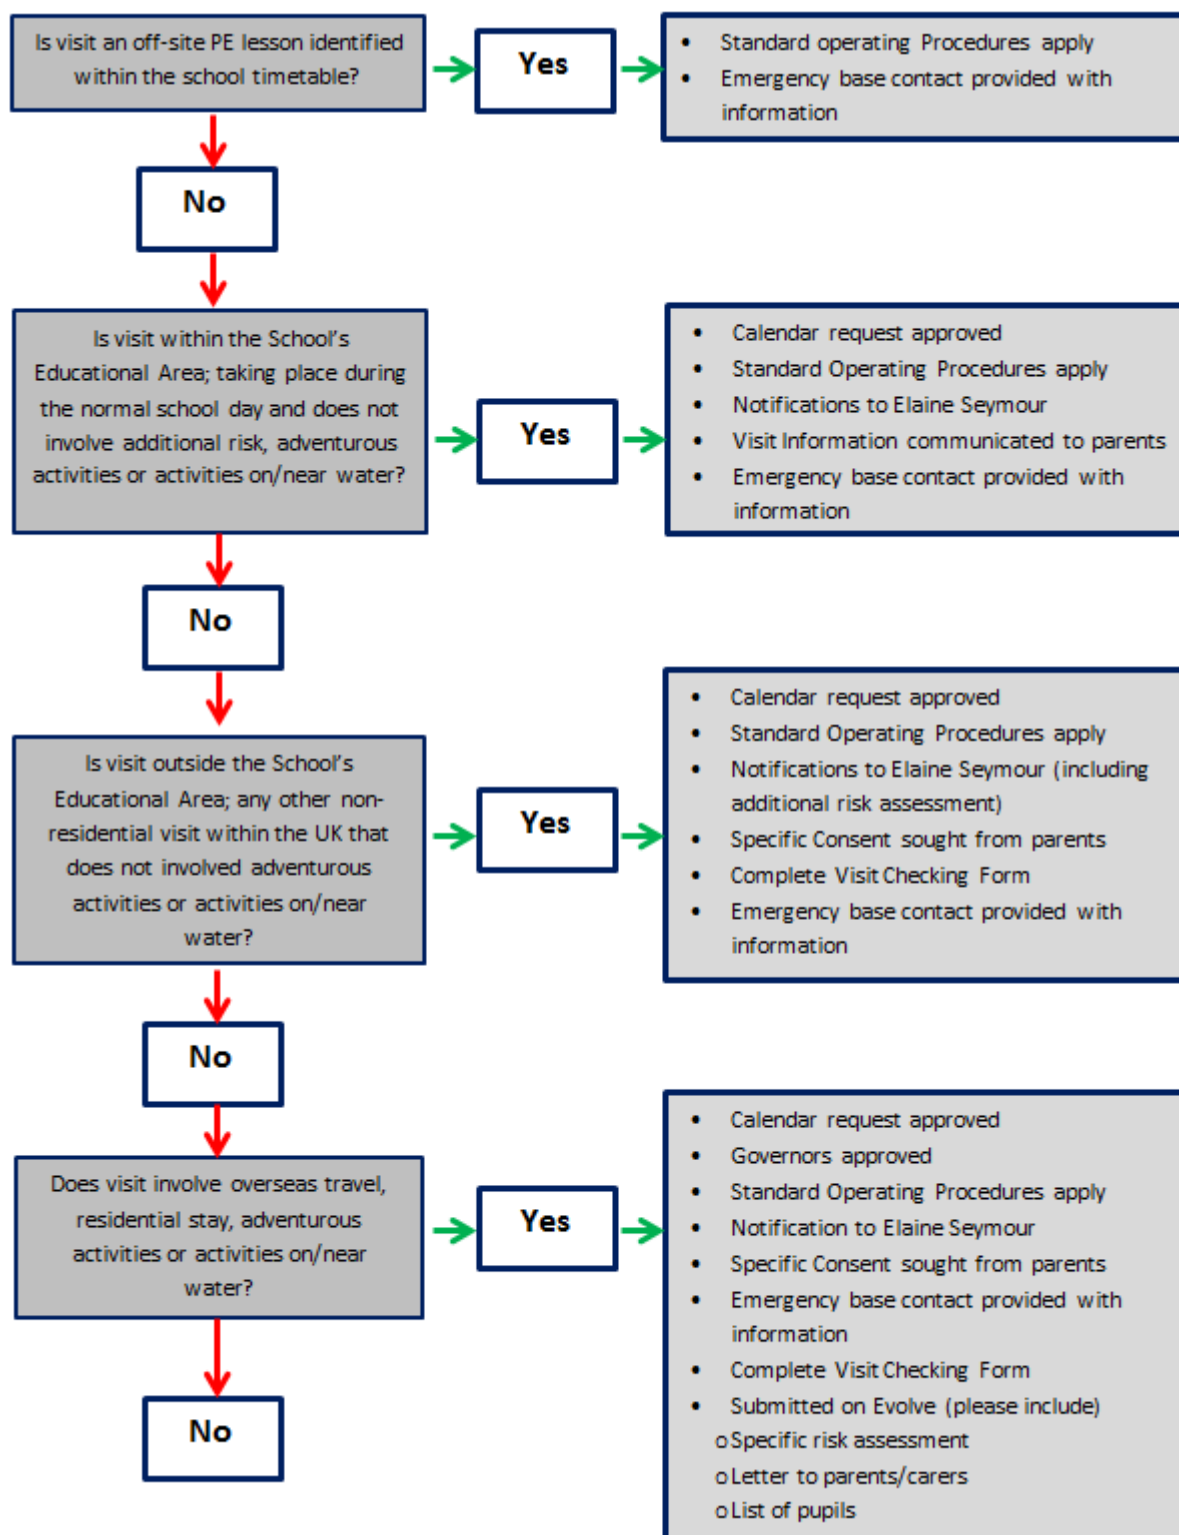 Is visit an off-site PE lesson identified
within the school timetable?
Yes
• Standard operating Procedures apply
• Emergency base contact provided with
information
No
Is visit within the School's
Educational Area; taking place during
the normal school day and does not
involve additional risk, adventurous
activities or activities on/near water?
Yes
• Calendar request approved
• Standard Operating Procedures apply
• Notifications to Elaine Seymour
• Visit Information communicated to parents
• Emergency base contact provided with
information
No
Is visit outside the School's
Educational Area; any other non-
residential visit within the UK that
does not involved adventurous
activities or activities on/near
water?
Yes
• Calendar request approved
• Standard Operating Procedures apply
• Notifications to Elaine Seymour (including
additional risk assessment)
• Specific Consent sought from parents
• Complete Visit Checking Form
• Emergency base contact provided with
information
No
Does visit involve overseas travel,
residential stay, adventurous
activities or activities on/near
water?
Yes
• Calendar request approved
• Governors approved
• Standard Operating Procedures apply
• Notification to Elaine Seymour
• Specific Consent sought from parents
• Emergency base contact provided with
information
• Complete Visit Checking Form
• Submitted on Evolve (please include)
o Specific risk assessment
o Letter to parents/carers
o List of pupils
No